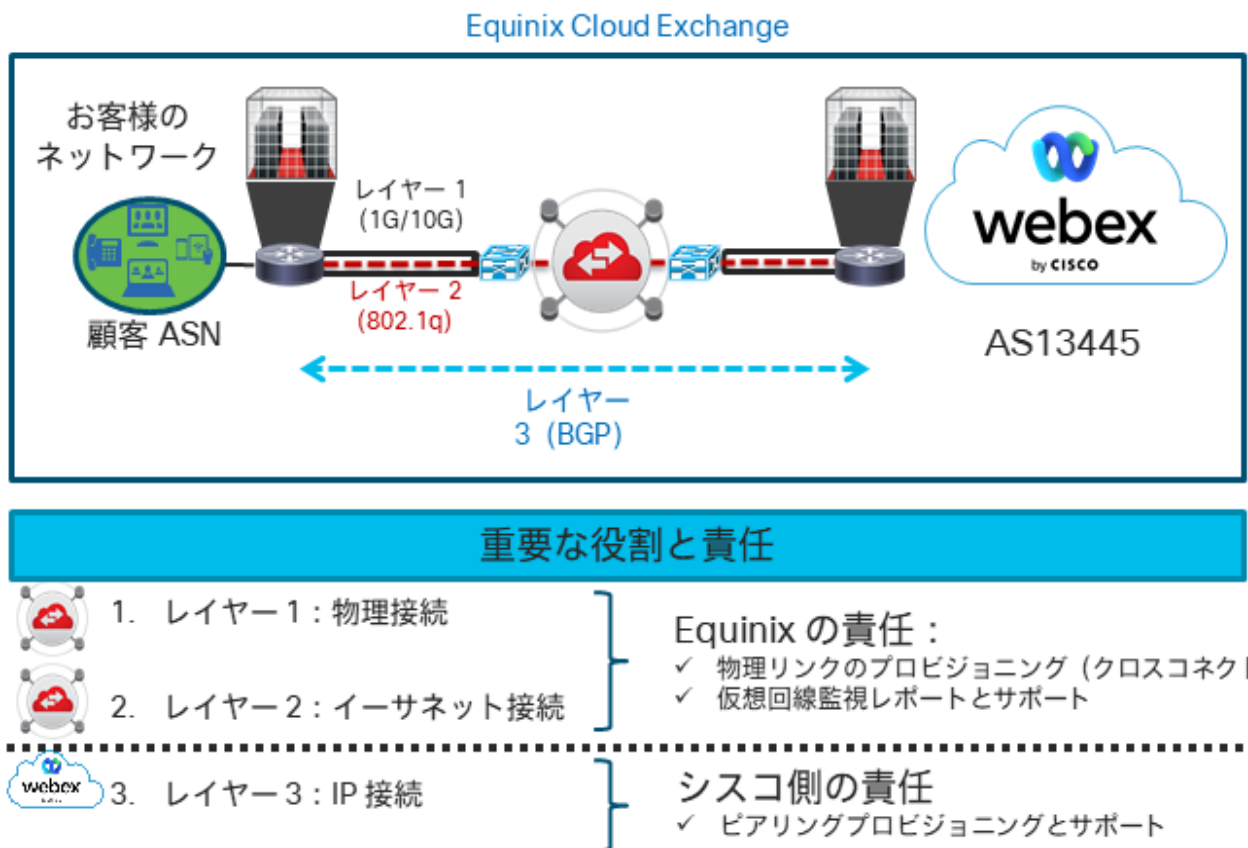 Equinix Cloud Exchange
お客様の
ネットワーク
レイヤー 1
(1G/10G)
レイヤー 2
(802.1q)
顧客 ASN
webex
by CISCO
AS13445
レイヤー
3 (BGP)
重要な役割と責任
1. レイヤー 1 : 物理接続
2. レイヤー 2 : イーサネット接続
Equinix の責任 :
✓ 物理リンクのプロビジョニング (クロスコネクト
✓ 仮想回線監視レポートとサポート
webex
3. レイヤー 3 : IP 接続
シスコ側の責任
✓ ピアリングプロビジョニングとサポート